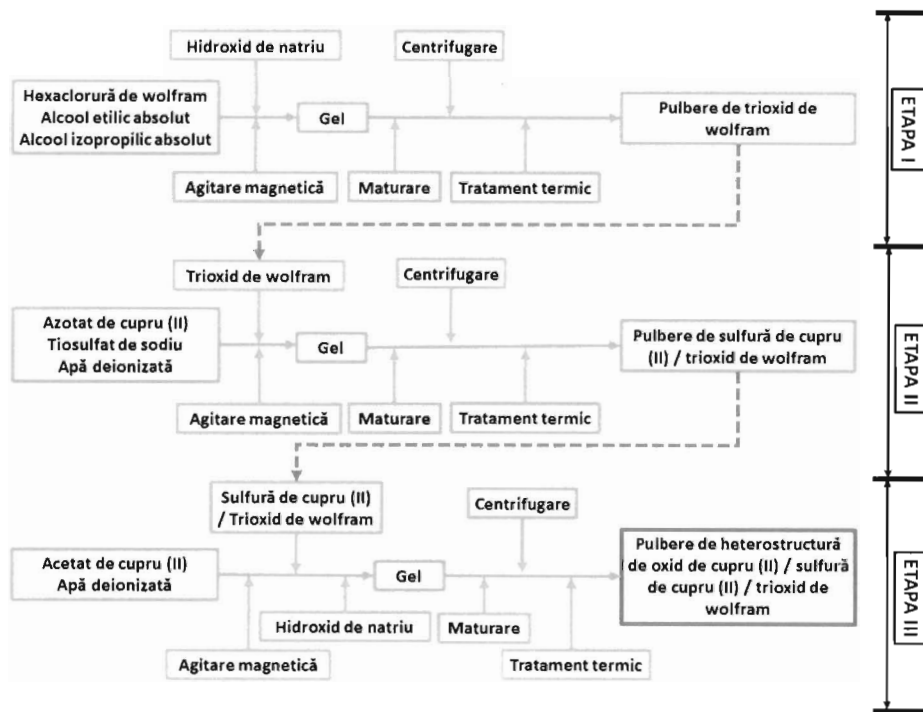 Hidroxid de natriu
Centrifugare
Hexaclorură de wolfram
Alcool etilic absolut
Alcool izopropilic absolut
Gel
Pulbere de trioxid de
wolfram
Agitare magnetică
Maturare
Tratament termic
ETAPA I
Trioxid de wolfram
Centrifugare
Azotat de cupru (II)
Tiosulfat de sodiu
Apă deionizată
Gel
Pulbere de sulfură de cupru
(II) / trioxid de wolfram
Agitare magnetică
Maturare
Tratament termic
ETAPA II
Sulfură de cupru (II)
/ Trioxid de wolfram
Centrifugare
Acetat de cupru (II)
Apă deionizată
Gel
Pulbere de heterostructură
de oxid de cupru (II) / sulfură
de cupru (II) / trioxid de
wolfram
Hidroxid de natriu
Maturare
Agitare magnetică
Tratament termic
ETAPA III